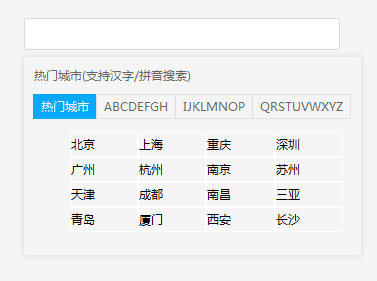 热门城市(支持汉字/拼音搜索)
热门城市 ABCDEFGH IJKLMNOP QRSTUVWXYZ
北京 上海 重庆 深圳
广州 杭州 南京 苏州
天津 成都 南昌 三亚
青岛 厦门 西安 长沙